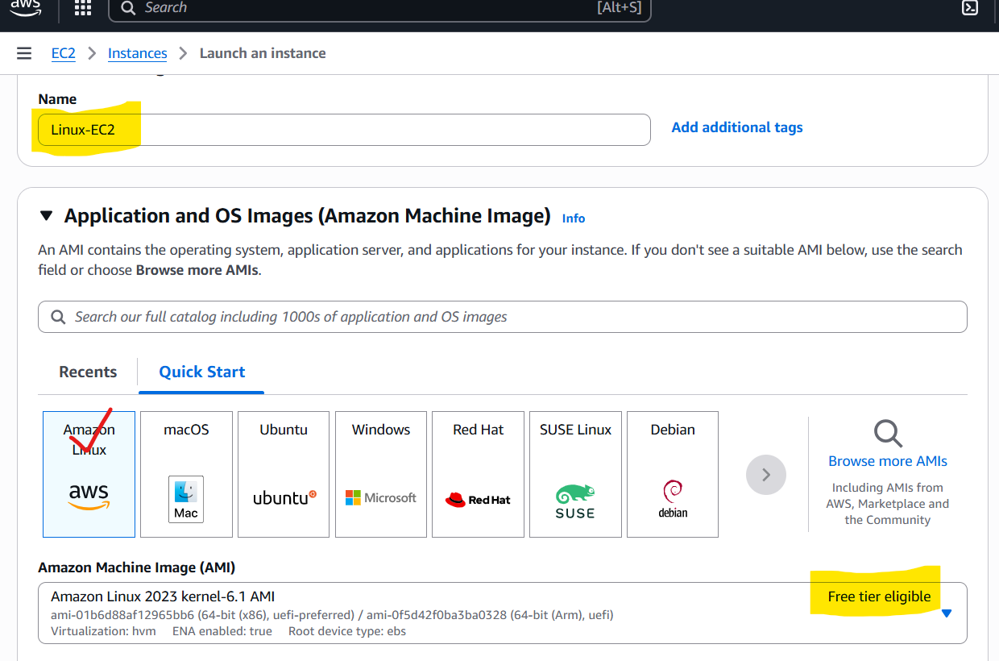 aws
Search
[Alt+S]
EC2
Instances
Launch an instance
Name
Linux-EC2
Add additional tags
Application and OS Images (Amazon Machine Image)
Info
An AMI contains the operating system, application server, and applications for your instance. If you don't see a suitable AMI below, use the search
field or choose Browse more AMIs.
Search our full catalog including 1000s of application and OS images
Recents
Quick Start
Amazon
Linux
aws
macOS
Mac
Ubuntu
ubuntu
Windows
Microsoft
Red Hat
Red Hat
SUSE Linux
SUSE
Debian
debian
Browse more AMIs
Including AMIs from
AWS, Marketplace and
the Community
Amazon Machine Image (AMI)
Amazon Linux 2023 kernel-6.1 AMI
Free tier eligible
ami-01b6d88af12965bb6 (64-bit (x86), uefi-preferred) / ami-0f5d42f0ba3ba0328 (64-bit (Arm), uefi)
Virtualization: hvm
ENA enabled: true
Root device type: ebs